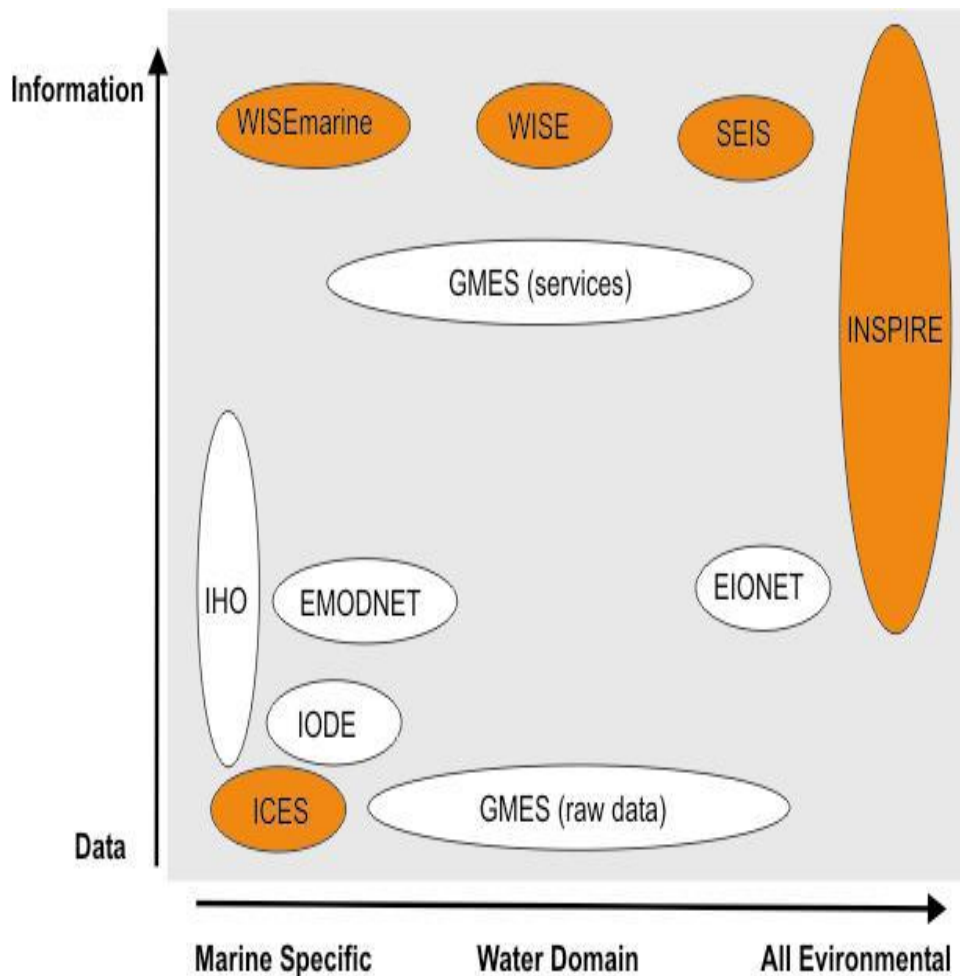 Information
WISEmarine
WISE
SEIS
GMES (services)
INSPIRE
IHO
EMODNET
EIONET
IODE
ICES
GMES (raw data)
Data
Marine Specific
Water Domain
All Evironmental